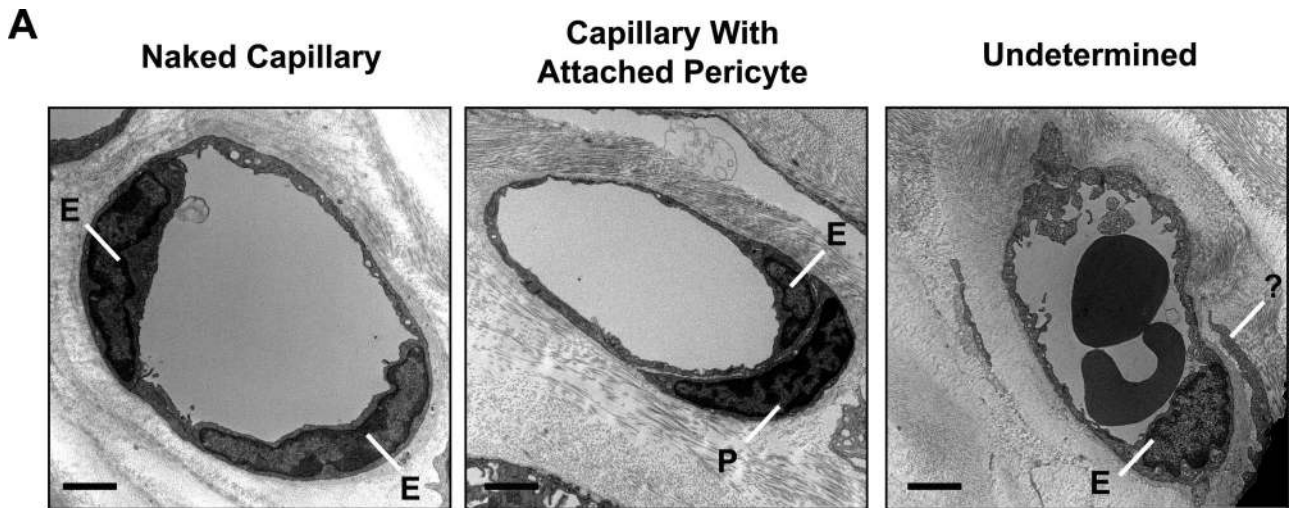 A
Naked Capillary
Capillary With
Attached Pericyte
Undetermined
E
E
E
P
?
E